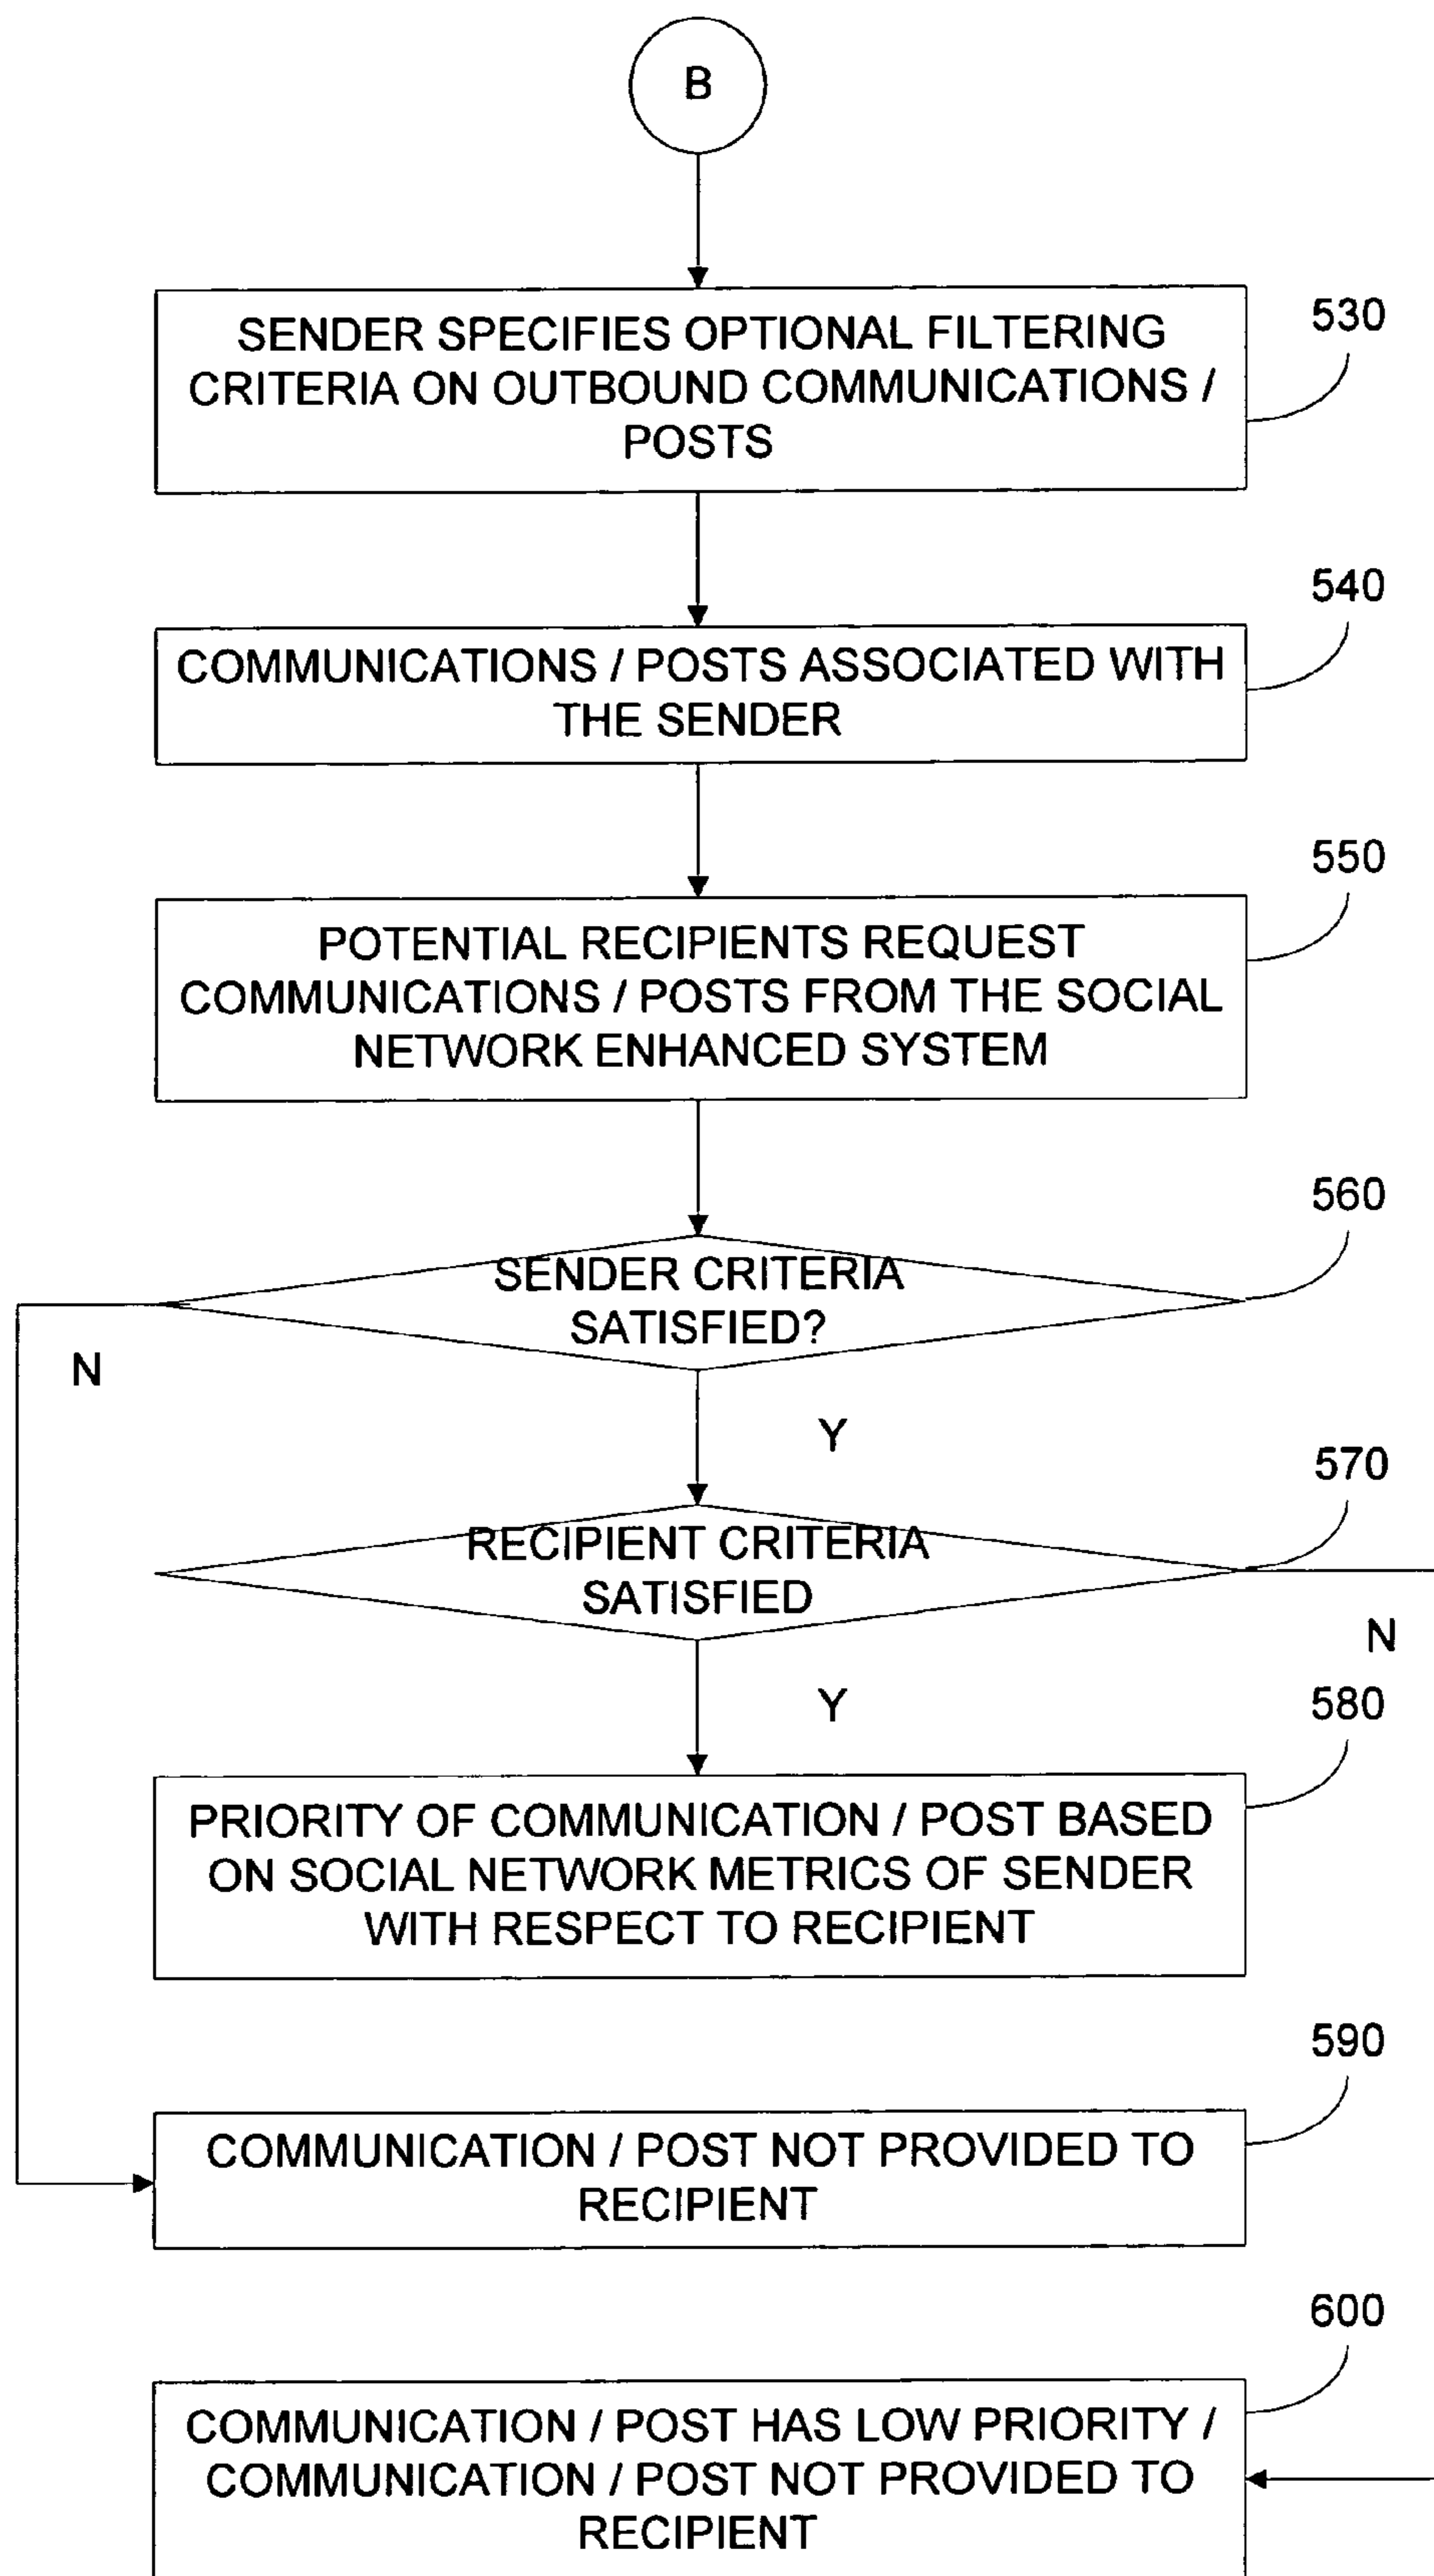 B
530
SENDER SPECIFIES OPTIONAL FILTERING
CRITERIA ON OUTBOUND COMMUNICATIONS /
POSTS
540
COMMUNICATIONS / POSTS ASSOCIATED WITH
THE SENDER
550
POTENTIAL RECIPIENTS REQUEST
COMMUNICATIONS / POSTS FROM THE SOCIAL
NETWORK ENHANCED SYSTEM
560
SENDER CRITERIA
SATISFIED?
N
Y
570
RECIPIENT CRITERIA
SATISFIED
N
Y
580
PRIORITY OF COMMUNICATION / POST BASED
ON SOCIAL NETWORK METRICS OF SENDER
WITH RESPECT TO RECIPIENT
590
COMMUNICATION / POST NOT PROVIDED TO
RECIPIENT
600
COMMUNICATION / POST HAS LOW PRIORITY /
COMMUNICATION / POST NOT PROVIDED TO
RECIPIENT